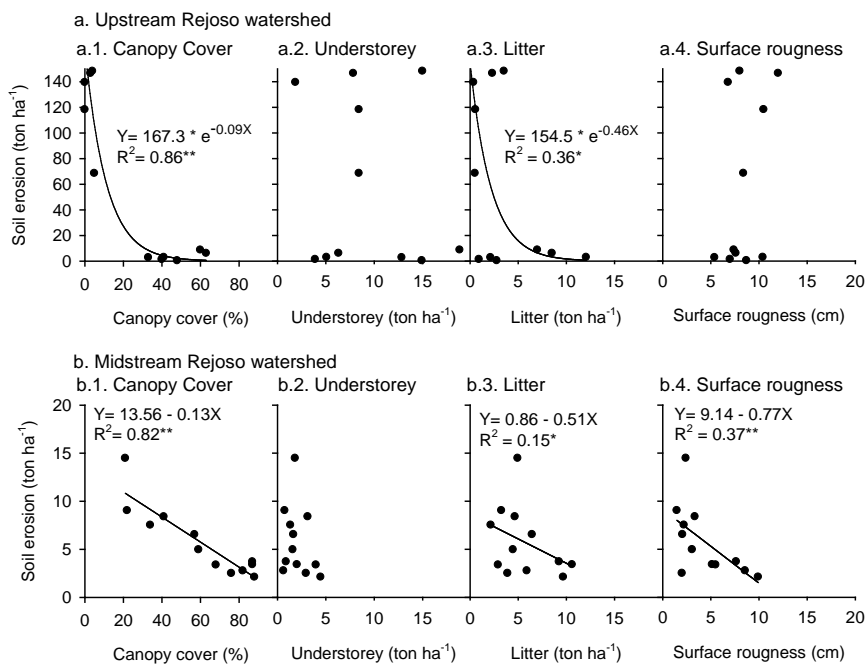 a. Upstream Rejoso watershed
a.1. Canopy Cover
a.2. Understorey
a.3. Litter
a.4. Surface rougness
Soil erosion (ton ha-1)
140
120
100
80
60
40
20
0
Y= 167.3 * e-0.09X
R2= 0.86**
Y= 154.5 * e-0.46X
R2= 0.36*
0 20 40 60 80
0 5 10 15
0 5 10 15
0 5 10 15 20
Canopy cover (%)
Understorey (ton ha-1)
Litter (ton ha-1)
Surface rougness (cm)
b. Midstream Rejoso watershed
b.1. Canopy Cover
b.2. Understorey
b.3. Litter
b.4. Surface rougness
Soil erosion (ton ha-1)
20
15
10
5
0
Y= 13.56 - 0.13X
R2= 0.82**
Y= 0.86 - 0.51X
R2= 0.15*
Y= 9.14 - 0.77X
R2= 0.37**
0 20 40 60 80
0 5 10 15
0 5 10 15
0 5 10 15 20
Canopy cover (%)
Understorey (ton ha-1)
Litter (ton ha-1)
Surface rougness (cm)